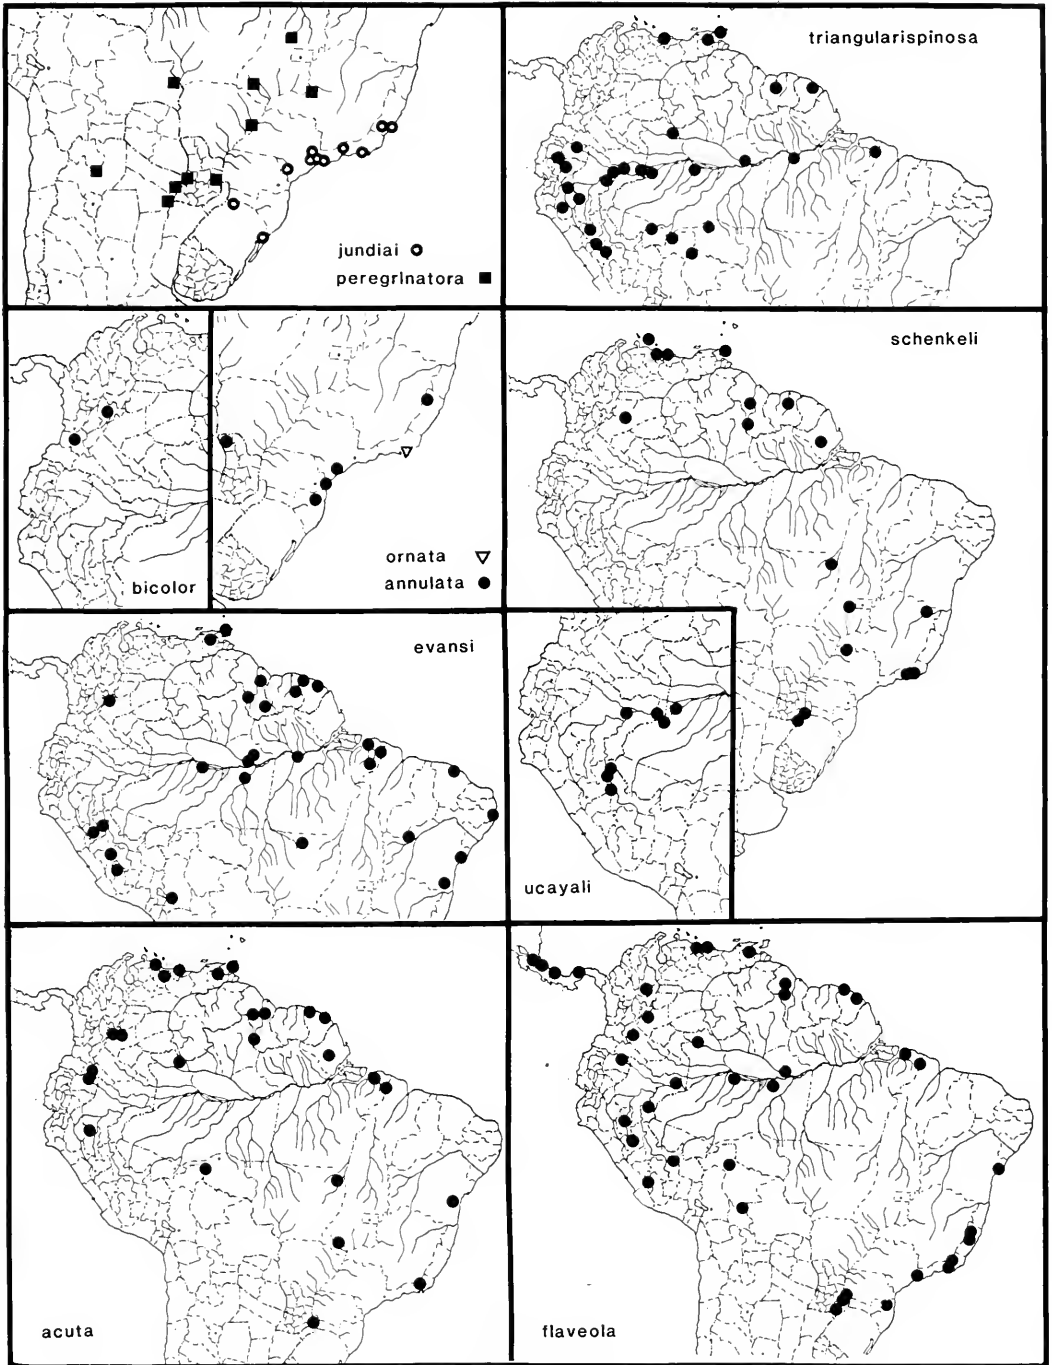 jundiai
peregrinatora
triangularispinosa
bicolor
ornata
annulata
schenkeli
evansi
ucayali
acuta
flaveola